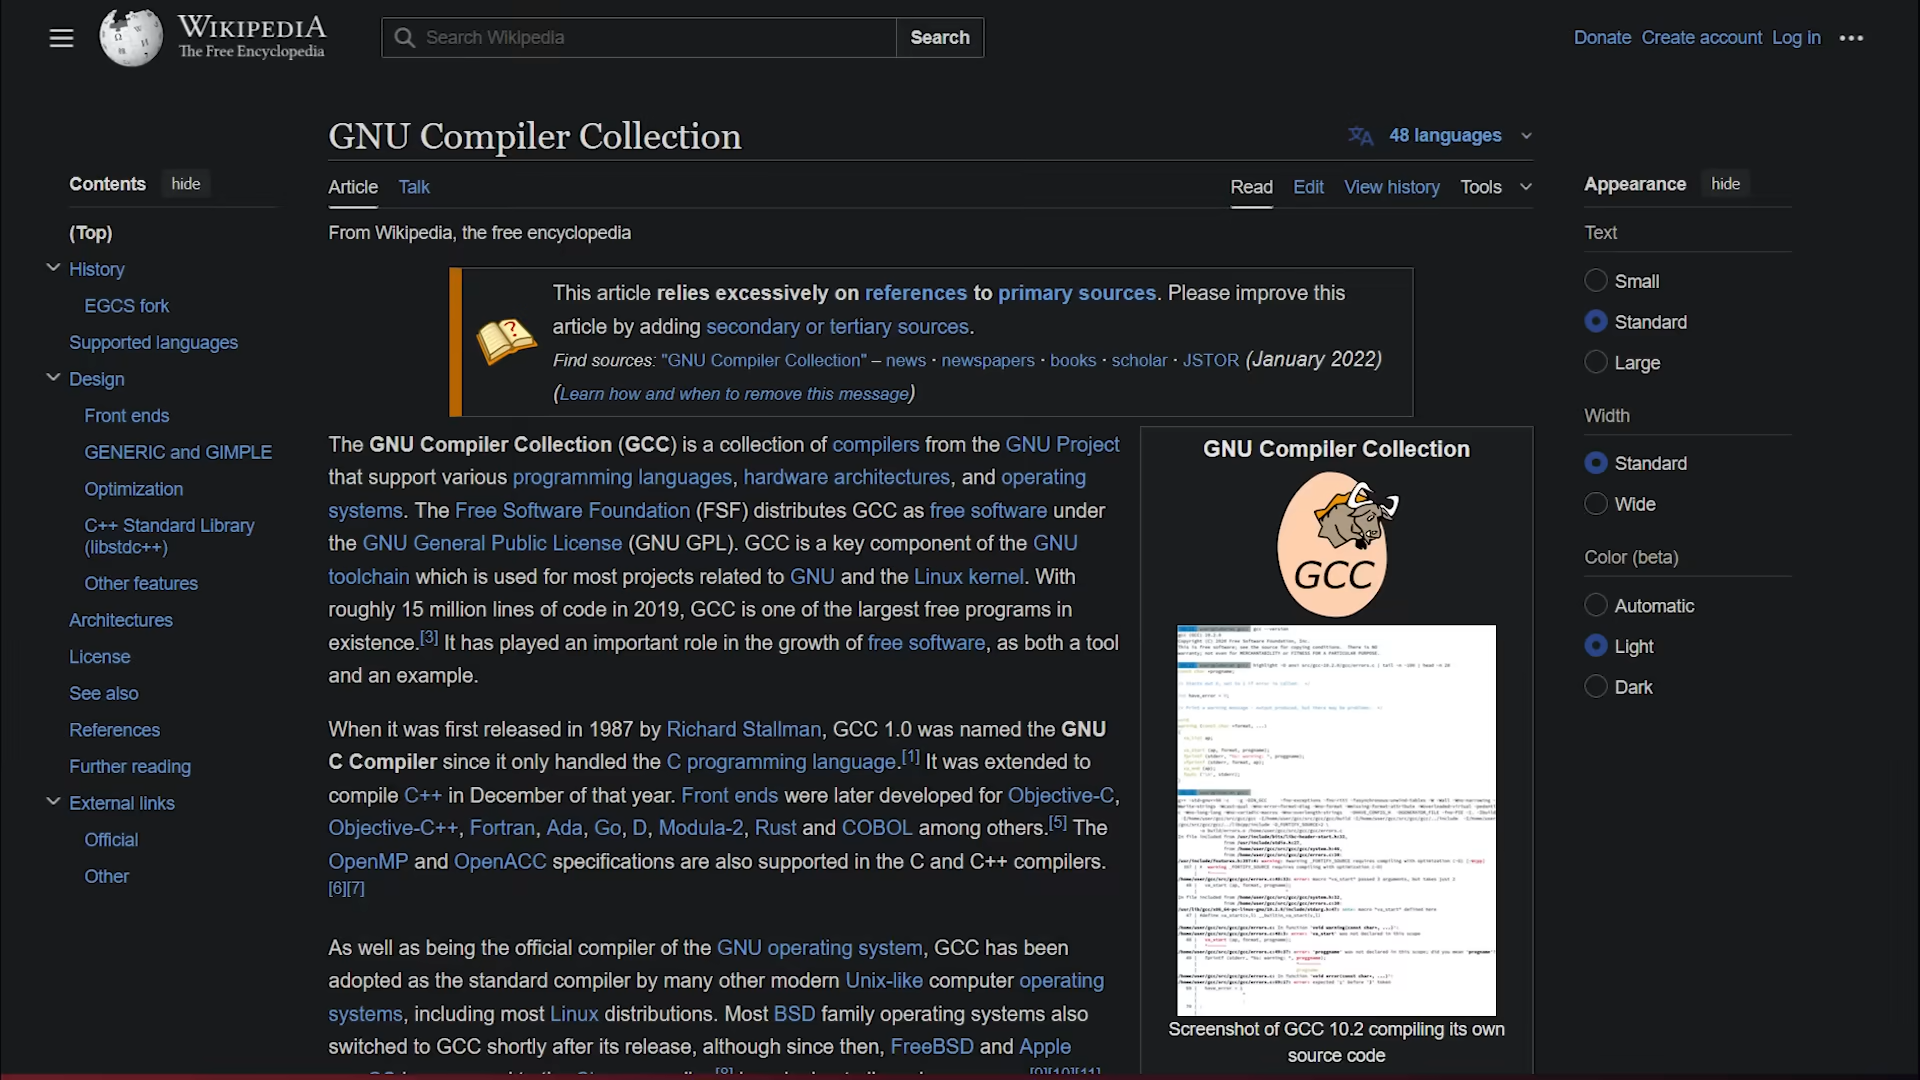 WIKIPEDIA
The Free Encyclopedia
Search Wikipedia
Search
Donate Create account Log in
GNU Compiler Collection
48 languages
Contents hide
(Top)
History
EGCS fork
Supported languages
Design
Front ends
GENERIC and GIMPLE
Optimization
C++ Standard Library
(libstdc++)
Other features
Architectures
License
See also
References
Further reading
External links
Official
Other
Article Talk
Read Edit View history Tools
From Wikipedia, the free encyclopedia
This article relies excessively on references to primary sources. Please improve this
article by adding secondary or tertiary sources.
Find sources: "GNU Compiler Collection" – news · newspapers · books · scholar · JSTOR (January 2022)
(Learn how and when to remove this message)
The GNU Compiler Collection (GCC) is a collection of compilers from the GNU Project
that support various programming languages, hardware architectures, and operating
systems. The Free Software Foundation (FSF) distributes GCC as free software under
the GNU General Public License (GNU GPL). GCC is a key component of the GNU
toolchain which is used for most projects related to GNU and the Linux kernel. With
roughly 15 million lines of code in 2019, GCC is one of the largest free programs in
existence.[3] It has played an important role in the growth of free software, as both a tool
and an example.
When it was first released in 1987 by Richard Stallman, GCC 1.0 was named the GNU
C Compiler since it only handled the C programming language.[1] It was extended to
compile C++ in December of that year. Front ends were later developed for Objective-C,
Objective-C++, Fortran, Ada, Go, D, Modula-2, Rust and COBOL among others.[5] The
OpenMP and OpenACC specifications are also supported in the C and C++ compilers.
[6][7]
As well as being the official compiler of the GNU operating system, GCC has been
adopted as the standard compiler by many other modern Unix-like computer operating
systems, including most Linux distributions. Most BSD family operating systems also
switched to GCC shortly after its release, although since then, FreeBSD and Apple
GNU Compiler Collection
GCC
Screenshot of GCC 10.2 compiling its own
source code
Appearance hide
Text
Small
Standard
Large
Width
Standard
Wide
Color (beta)
Automatic
Light
Dark